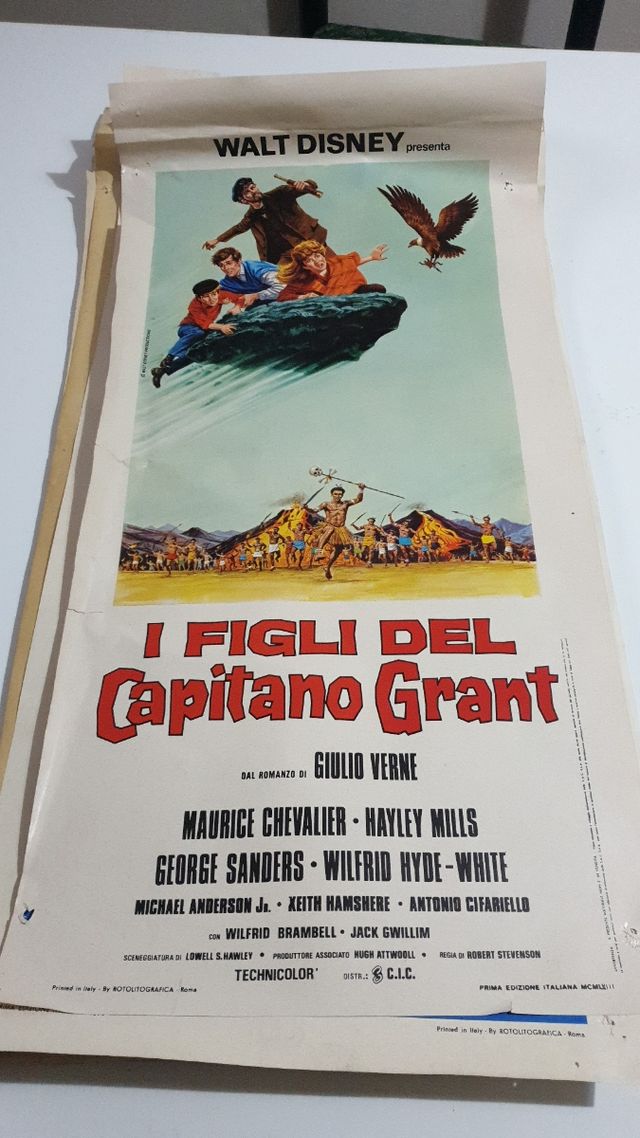 WALT DISNEY presenta
I FIGLI DEL
Capitano Grant
DAL ROMANZO DI GIULIO VERNE
MAURICE CHEVALIER · HAYLEY MILLS
GEORGE SANDERS · WILFRID HYDE-WHITE
MICHAEL ANDERSON Jr. · KEITH HAMSHERE · ANTONIO CIFARIELLO
CON WILFRID BRAMBELL · JACK GWILLIM
SCENEGGIATURA DI LOWELL S. HAWLEY · PRODUTTORE ASSOCIATO HUGH ATTWOOLL · REGIA DI ROBERT STEVENSON
TECHNICOLOR' DISTR.: C.I.C.
Printed in Italy - By ROTOLITOGRAFICA - Roma
PRIMA EDIZIONE ITALIANA MCMLXIII
Printed in Italy - By ROTOLITOGRAFICA - Roma